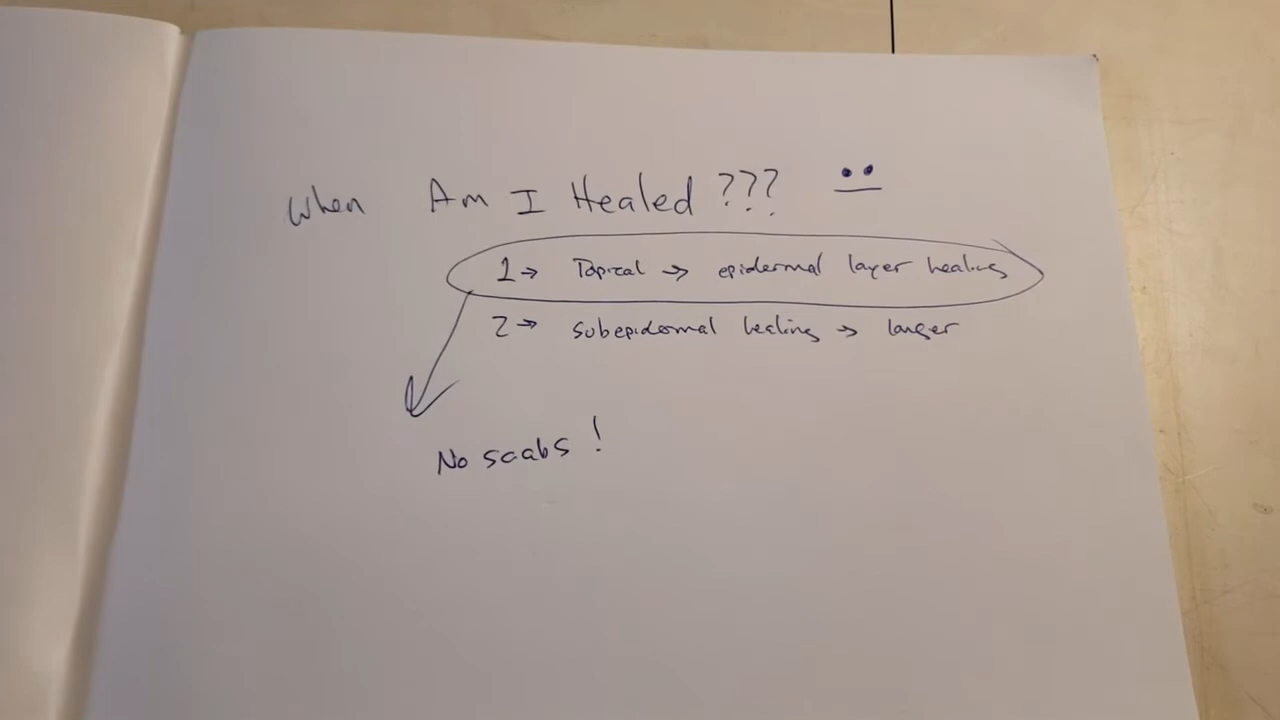 When Am I Healed ???
1 → Topical → epidermal layer healing
2 → subepidermal healing → longer
No scabs !